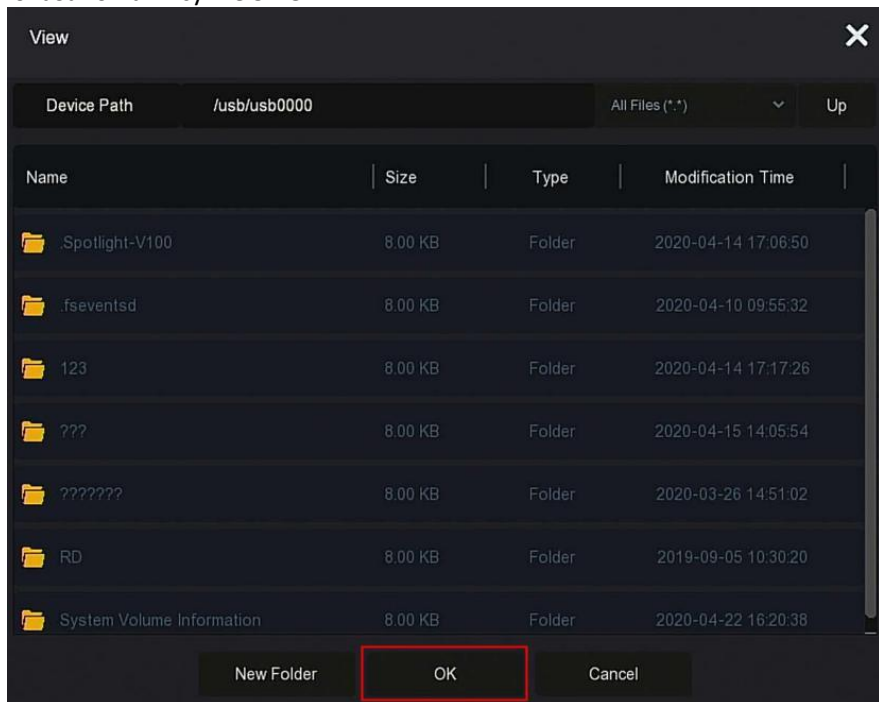 View
Device Path /usb/usb0000 All Files (*.*) Up
Name Size Type Modification Time
.Spotlight-V100 8.00 KB Folder 2020-04-14 17:06:50
.fseventsd 8.00 KB Folder 2020-04-10 09:55:32
123 8.00 KB Folder 2020-04-14 17:17:26
??? 8.00 KB Folder 2020-04-15 14:05:54
??????? 8.00 KB Folder 2020-03-26 14:51:02
RD 8.00 KB Folder 2019-09-05 10:30:20
System Volume Information 8.00 KB Folder 2020-04-22 16:20:38
New Folder OK Cancel